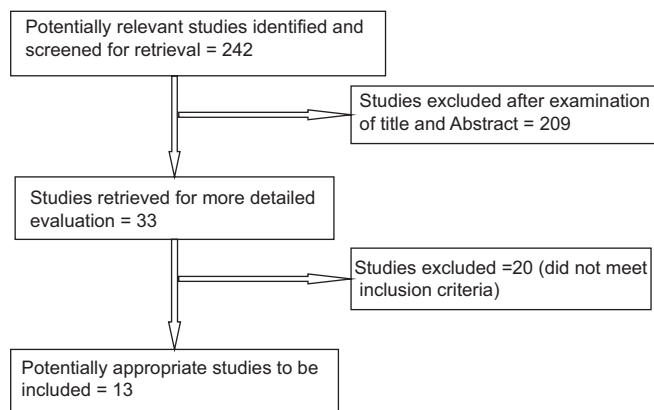 Potentially relevant studies identified and
screened for retrieval = 242
Studies excluded after examination
of title and Abstract = 209
Studies retrieved for more detailed
evaluation = 33
Studies excluded =20 (did not meet
inclusion criteria)
Potentially appropriate studies to be
included = 13